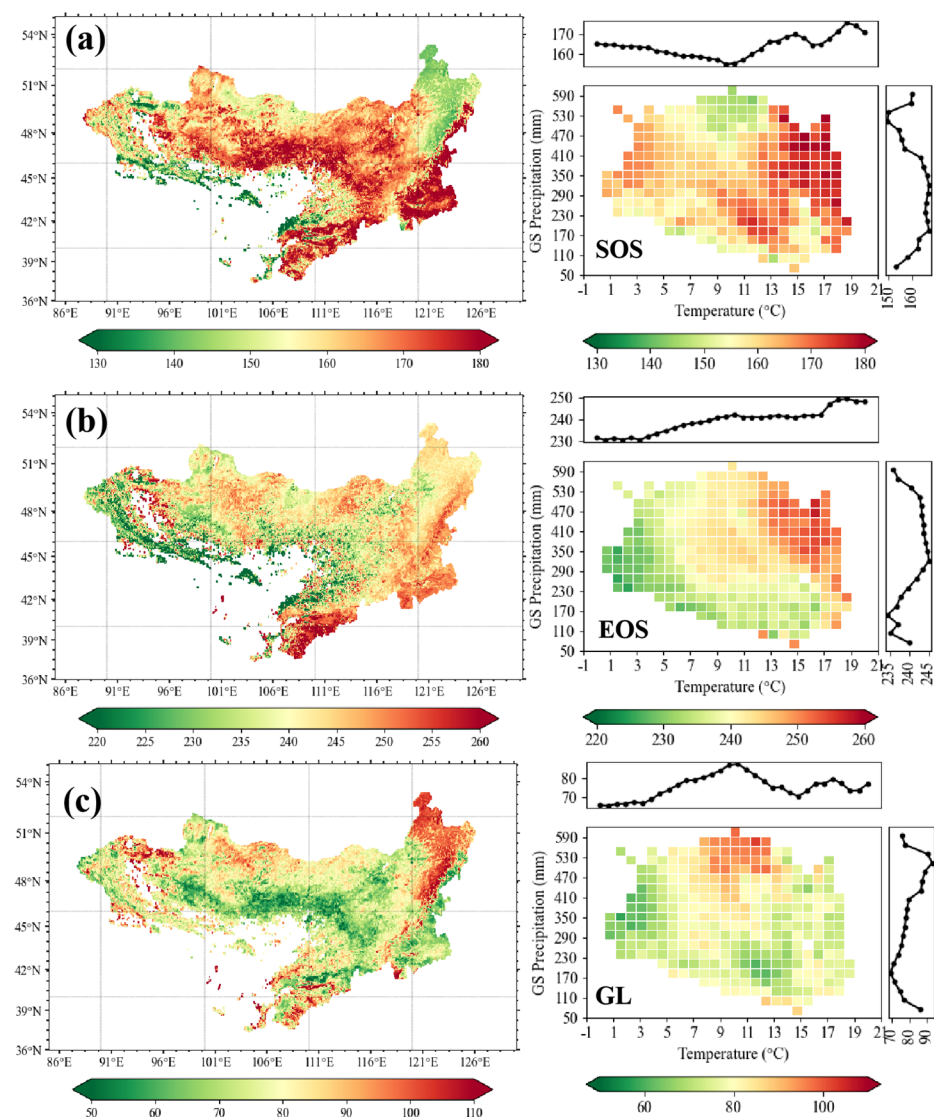 (a)
54°N
51°N
48°N
45°N
42°N
39°N
36°N
86°E 91°E 96°E 101°E 106°E 111°E 116°E 121°E 126°E
130 140 150 160 170 180
170
160
GS Precipitation (mm)
590
530
470
410
350
290
230
170
110
50
SOS
-1 1 3 5 7 9 11 13 15 17 19 21
Temperature (°C)
150
160
130 140 150 160 170 180
(b)
54°N
51°N
48°N
45°N
42°N
39°N
36°N
86°E 91°E 96°E 101°E 106°E 111°E 116°E 121°E 126°E
220 225 230 235 240 245 250 255 260
250
240
230
GS Precipitation (mm)
590
530
470
410
350
290
230
170
110
50
EOS
-1 1 3 5 7 9 11 13 15 17 19 21
Temperature (°C)
235
240
245
220 230 240 250 260
(c)
54°N
51°N
48°N
45°N
42°N
39°N
36°N
86°E 91°E 96°E 101°E 106°E 111°E 116°E 121°E 126°E
50 60 70 80 90 100 110
80
70
GS Precipitation (mm)
590
530
470
410
350
290
230
170
110
50
GL
-1 1 3 5 7 9 11 13 15 17 19 21
Temperature (°C)
70
80
90
60 80 100